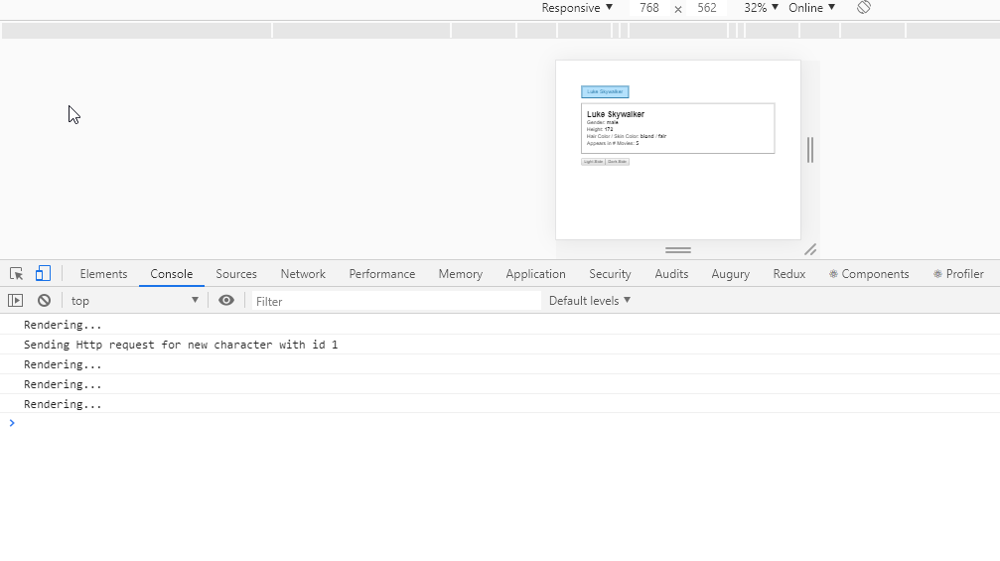 Responsive ▼ 768 × 562 32% ▼ Online ▼
Luke Skywalker
Luke Skywalker
Gender: male
Height: 172
Hair Color / Skin Color: blond / fair
Appears in # Movies: 5
Light Side Dark Side
Elements Console Sources Network Performance Memory Application Security Audits Augury Redux Components Profiler
top ▼ Filter Default levels ▼
Rendering...
Sending Http request for new character with id 1
Rendering...
Rendering...
Rendering...
>